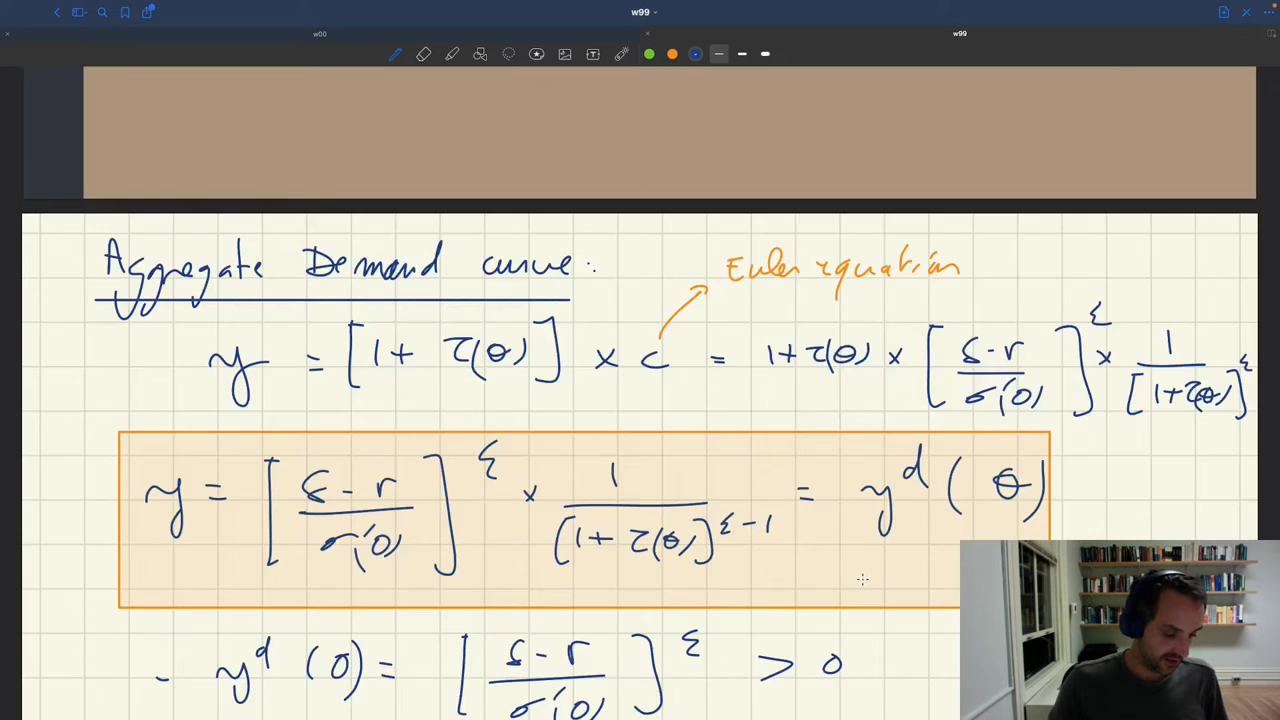 w99
w00
w99
Aggregate Demand curve:
Euler equation
y = [1 + τ(θ)] × c = 1+τ(θ) × [δ-r / σ'(0)]^ε × 1 / [1+τ(θ)]^ε
y = [δ - r / σ'(0)]^ε × 1 / [1 + τ(θ)]^ε-1 = y^d (θ)
- y^d (0) = [δ - r / σ'(0)]^ε > 0